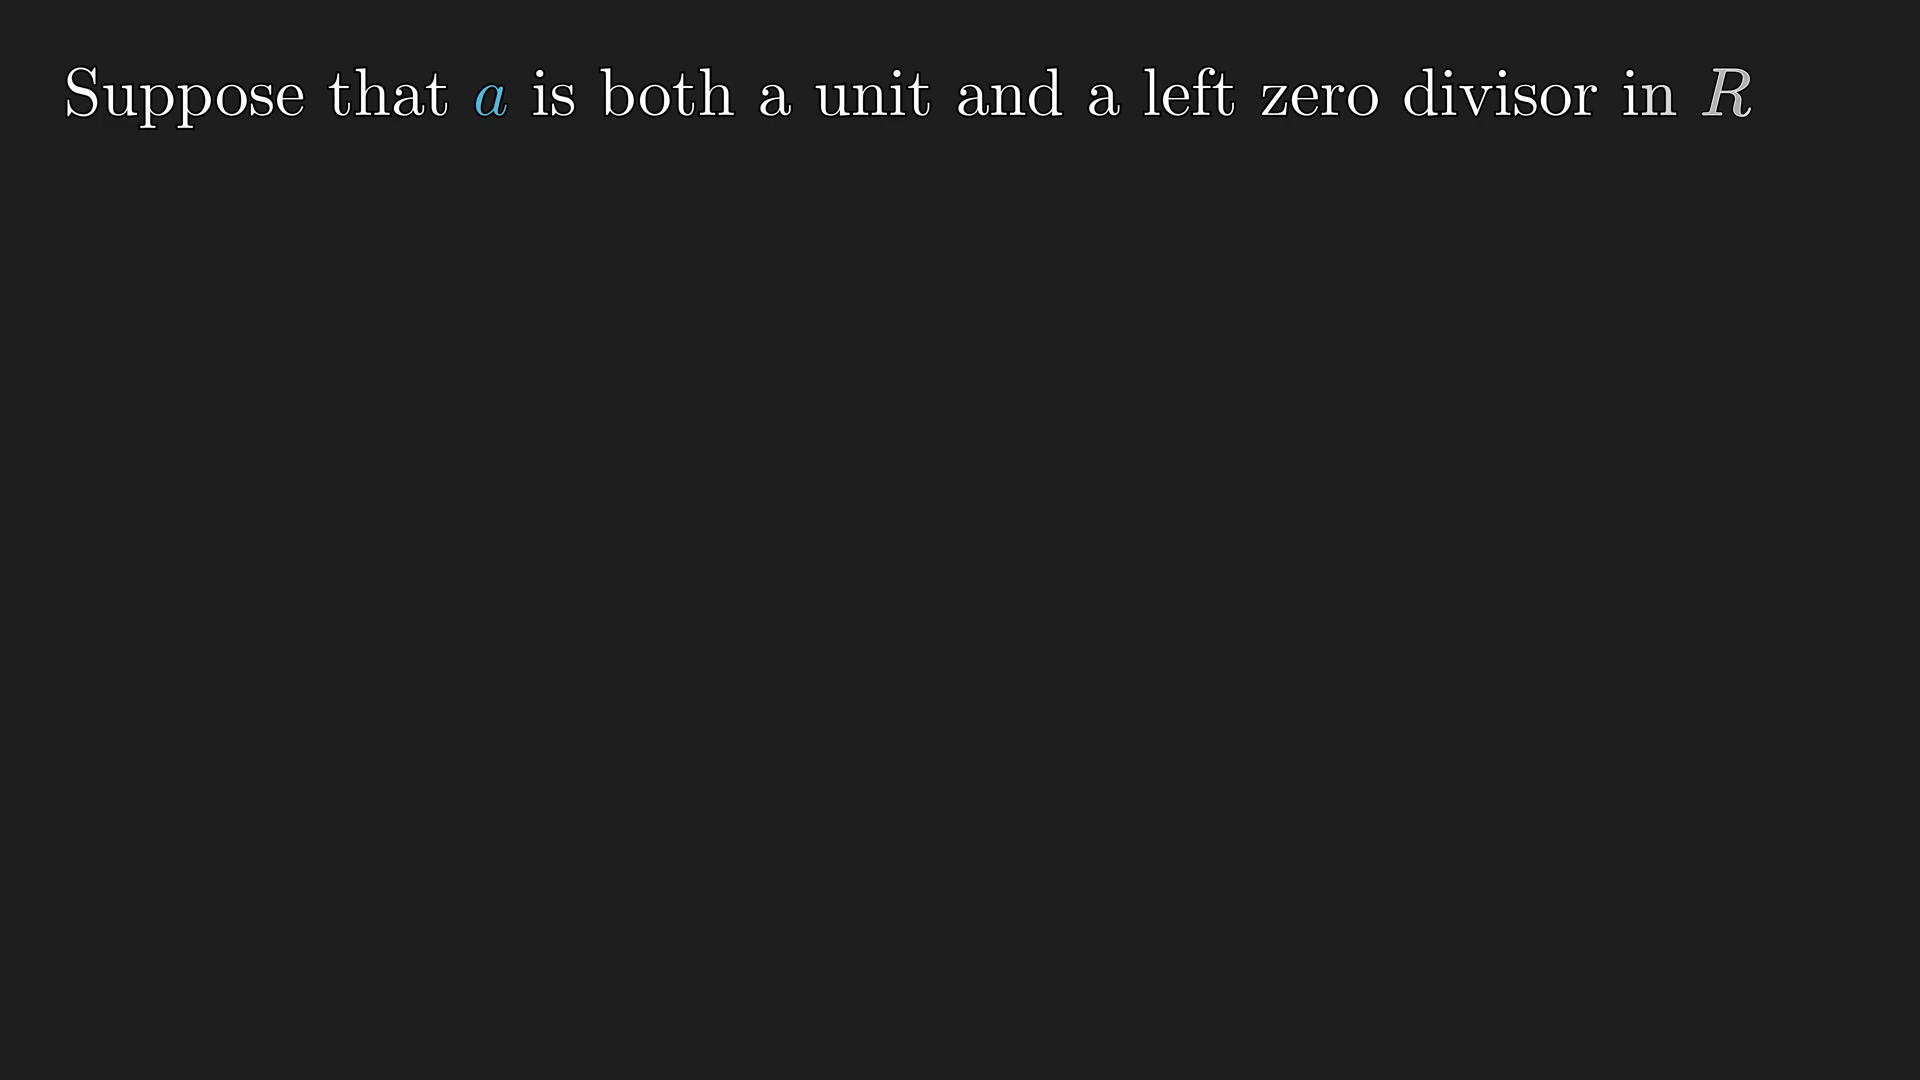 Suppose that a is both a unit and a left zero divisor in R